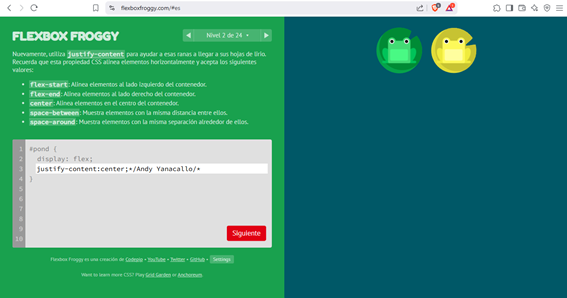 flexboxfroggy.com/#es
FLEXBOX FROGGY
Nivel 2 de 24
Nuevamente, utiliza justify-content para ayudar a esas ranas a llegar a sus hojas de lirio.
Recuerda que esta propiedad CSS alinea elementos horizontalmente y acepta los siguientes
valores:
flex-start: Alinea elementos al lado izquierdo del contenedor.
flex-end: Alinea elementos al lado derecho del contenedor.
center: Alinea elementos en el centro del contenedor.
space-between: Muestra elementos con la misma distancia entre ellos.
space-around: Muestra elementos con la misma separación alrededor de ellos.
1 #pond {
2 display: flex;
3 justify-content:center;*/Andy Yanacallo/*
4 }
5
6
7
8
9
10
Siguiente
Flexbox Froggy es una creación de Codepip • YouTube • Twitter • GitHub • Settings
Want to learn more CSS? Play Grid Garden or Anchoreum.